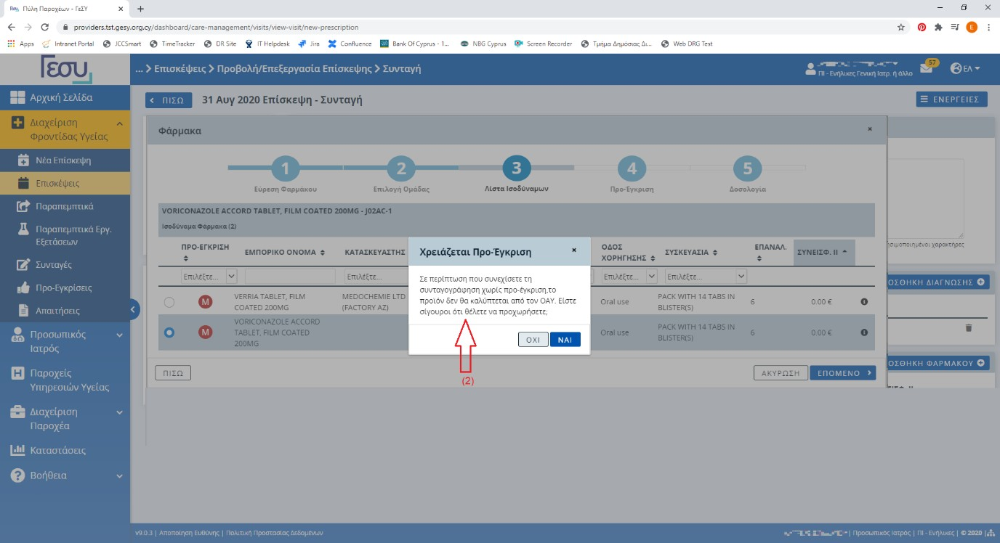 Πύλη Παροχέων - ΓεΣΥ
providers.tst.gesy.org.cy/dashboard/care-management/visits/view-visit/new-prescription
E
Apps Intranet Portal JCCSmart TimeTracker DR Site IT Helpdesk Jira Confluence Bank Of Cyprus - 1... NBG Cyprus Screen Recorder Τμήμα Δημόσιας Δι... Web DRG Test
Γεσυ
... Επισκέψεις Προβολή/Επεξεργασία Επίσκεψης Συνταγή
ΠΙ - Ενήλικες Γενική Ιατρ. ή άλλο
57
ΕΛ
Αρχική Σελίδα
Διαχείριση
Φροντίδας Υγείας
Νέα Επίσκεψη
Επισκέψεις
Παραπεμπτικά
Παραπεμπτικά Εργ.
Εξετάσεων
Συνταγές
Προ-Εγκρίσεις
Απαιτήσεις
Προσωπικός
Ιατρός
Παροχείς
Υπηρεσιών Υγείας
Διαχείριση
Παροχέα
Καταστάσεις
Βοήθεια
ΠΙΣΩ
31 Αυγ 2020 Επίσκεψη - Συνταγή
ΕΝΕΡΓΕΙΕΣ
Φάρμακα
1 2 3 4 5
Εύρεση Φαρμάκου Επιλογή Ομάδας Λίστα Ισοδύναμων Προ-Έγκριση Δοσολογία
VORICONAZOLE ACCORD TABLET, FILM COATED 200MG - J02AC-1
Ισοδύναμα Φάρμακα (2)
ΠΡΟ-ΕΓΚΡΙΣΗ ΕΜΠΟΡΙΚΟ ΟΝΟΜΑ ΚΑΤΑΣΚΕΥΑΣΤΗΣ ΟΔΟΣ ΧΟΡΗΓΗΣΗΣ ΣΥΣΚΕΥΑΣΙΑ ΕΠΑΝΑΛ. ΣΥΝΕΙΣΦ. ΙΙ
Επιλέξτε... Επιλέξτε... Επιλέξτε... Επιλέξτε...
M VERRIA TABLET, FILM MEDOCHEMIE LTD Oral use PACK WITH 14 TABS IN 6 0.00 €
COATED 200MG (FACTORY AZ) BLISTER(S)
M VORICONAZOLE ACCORD
TABLET, FILM COATED Oral use PACK WITH 14 TABS IN 6 0.00 €
200MG BLISTER(S)
Χρειάζεται Προ-Έγκριση
Σε περίπτωση που συνεχίσετε τη
συνταγογράφηση χωρίς προ-έγκριση,το
προϊόν δεν θα καλύπτεται από τον ΟΑΥ. Είστε
σίγουροι ότι θέλετε να προχωρήσετε;
ΟΧΙ ΝΑΙ
(2)
ΠΙΣΩ ΑΚΥΡΩΣΗ ΕΠΟΜΕΝΟ
χαρακτήρες
ΔΙΑΓΝΩΣΗΣ
ΦΑΡΜΑΚΟΥ
v9.0.3 | Αποποίηση Ευθύνης | Πολιτική Προστασίας Δεδομένων
| Προσωπικός Ιατρός | ΠΙ - Ενήλικες | © 2020 |